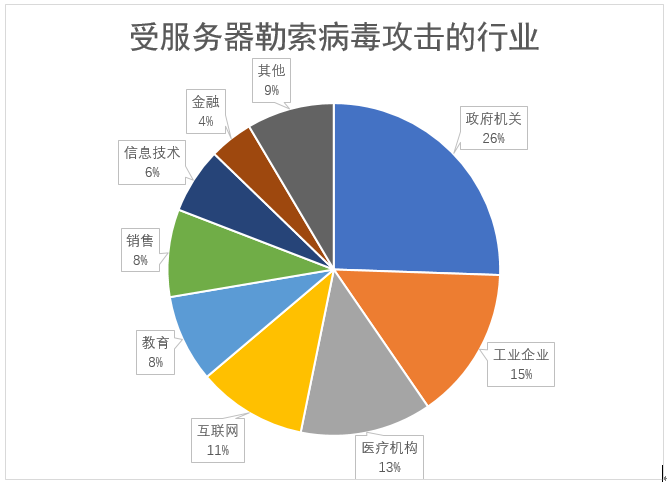 受服务器勒索病毒攻击的行业
其他
9%
金融
4%
政府机关
26%
信息技术
6%
销售
8%
教育
8%
工业企业
15%
互联网
11%
医疗机构
13%